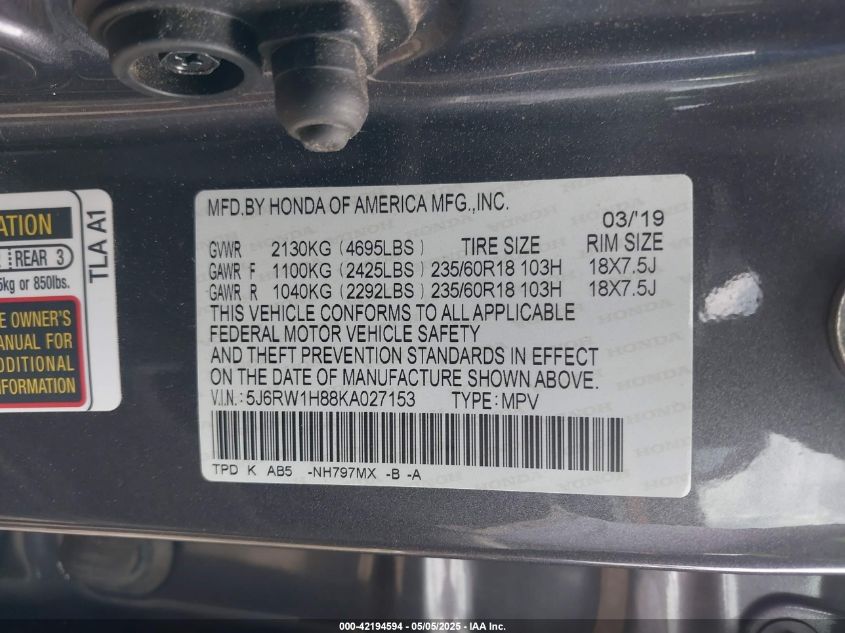 MFD.BY HONDA OF AMERICA MFG.,INC.
03/'19
GVWR 2130KG (4695LBS) TIRE SIZE RIM SIZE
GAWR F 1100KG (2425LBS) 235/60R18 103H 18X7.5J
GAWR R 1040KG (2292LBS) 235/60R18 103H 18X7.5J
THIS VEHICLE CONFORMS TO ALL APPLICABLE
FEDERAL MOTOR VEHICLE SAFETY
AND THEFT PREVENTION STANDARDS IN EFFECT
ON THE DATE OF MANUFACTURE SHOWN ABOVE.
V.I.N.: 5J6RW1H88KA027153 TYPE: MPV
TPD K AB5 -NH797MX -B -A
ATION
REAR 3
kg or 850lbs.
OWNER'S
FOR
TLA A1
000-42194594 - 05/05/2025 - IAA Inc.